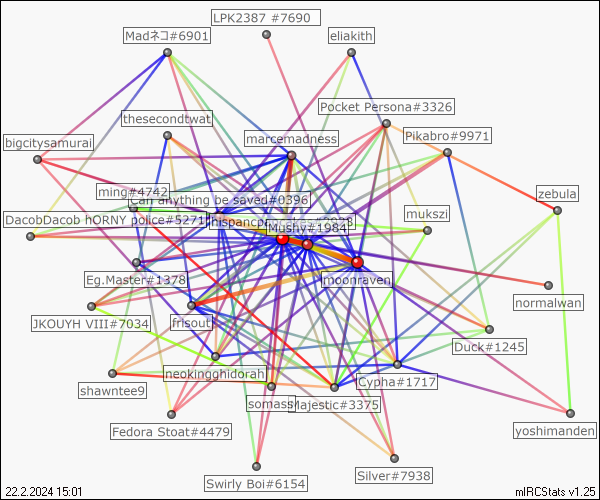 LPK2387 #7690
Madネコ#6901
eliakith
Pocket Persona#3326
thesecondtwat
Pikabro#9971
marcemadness
bigcitysamurai
ming#4742
zebula
Can anything be saved#0396
mukszi
DacobDacob hORNY police#5271
Mushy#1984
Eg.Master#1378
moonraven
normalwan
JKOUYH VIII#7034
frisout
Duck#1245
neokingghidorah
Cypha#1717
shawntee9
somass
Majestic#3375
Fedora Stoat#4479
yoshimanden
Silver#7938
Swirly Boi#6154
22.2.2024 15:01
mIRCStats v1.25